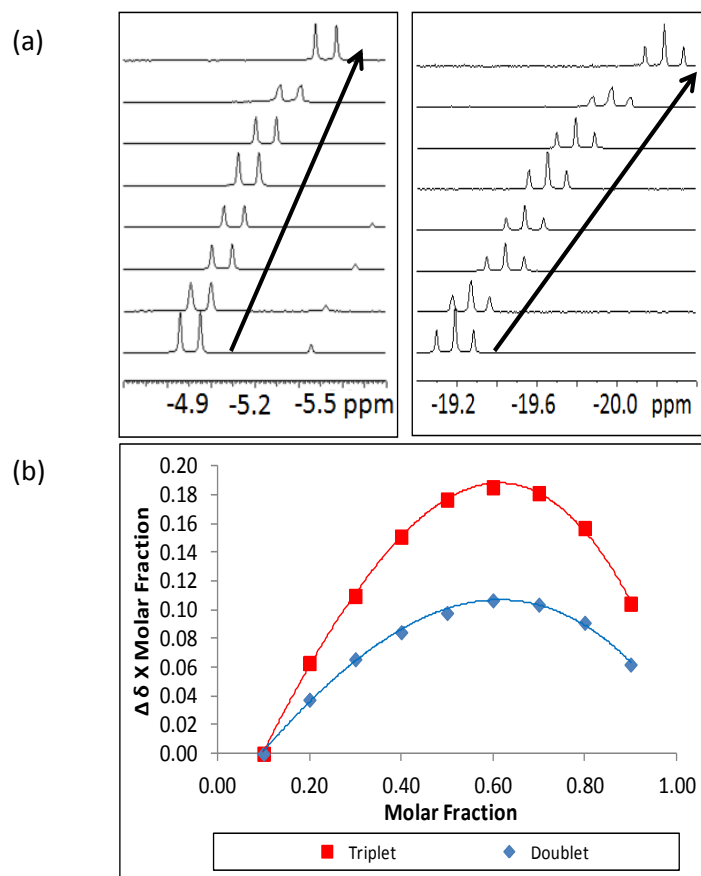 (a)
-4.9 -5.2 -5.5 ppm
-19.2 -19.6 -20.0 ppm
(b)
0.20
0.18
0.16
0.14
0.12
0.10
0.08
0.06
0.04
0.02
0.00
Δ δ X Molar Fraction
0.00 0.20 0.40 0.60 0.80 1.00
Molar Fraction
Triplet Doublet